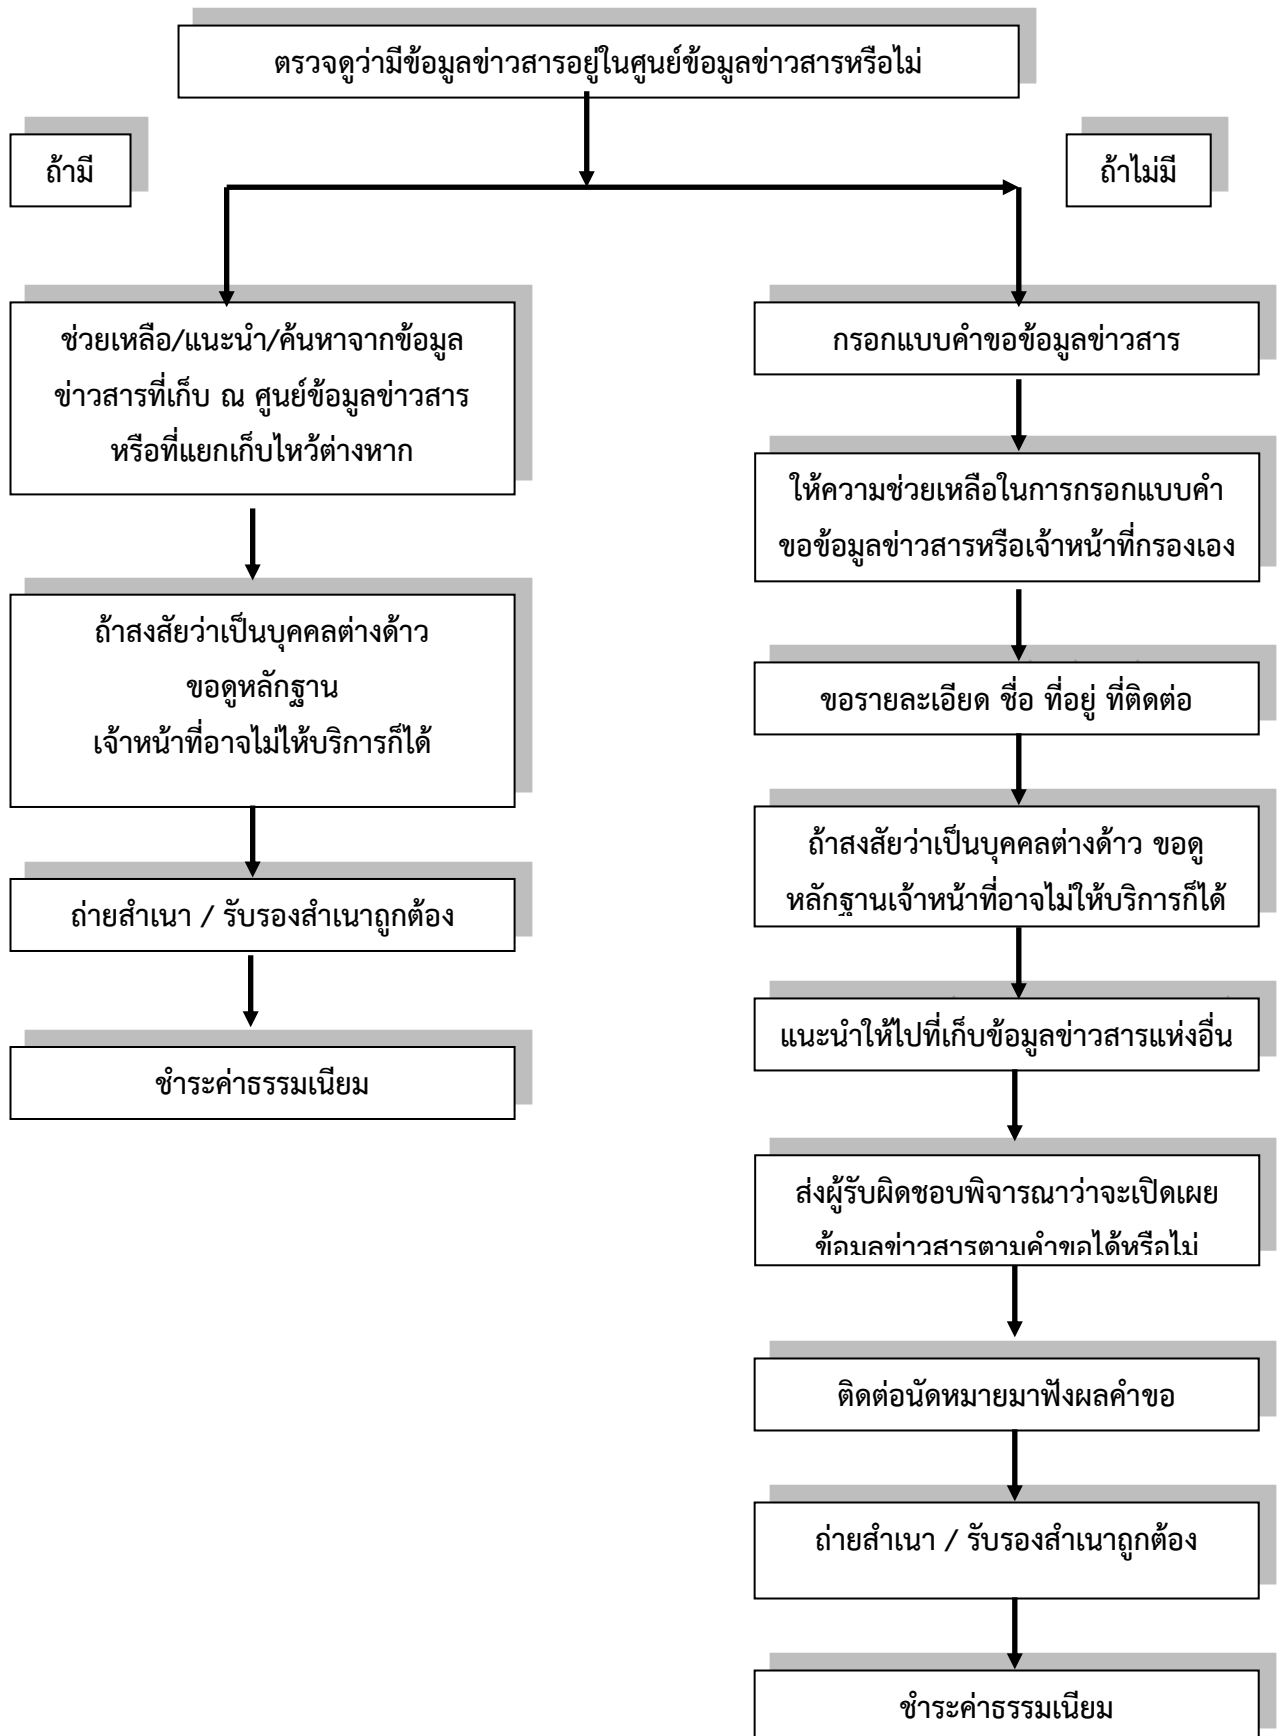 ตรวจดูว่ามีข้อมูลข่าวสารอยู่ในศูนย์ข้อมูลข่าวสารหรือไม่
ถ้ามี
ถ้าไม่มี
ช่วยเหลือ/แนะนำ/ค้นหาจากข้อมูล
ข่าวสารที่เก็บ ณ ศูนย์ข้อมูลข่าวสาร
หรือที่แยกเก็บไหว้ต่างหาก
ถ้าสงสัยว่าเป็นบุคคลต่างด้าว
ขอดูหลักฐาน
เจ้าหน้าที่อาจไม่ไห้บริการก็ได้
ถ่ายสำเนา / รับรองสำเนาถูกต้อง
ชำระค่าธรรมเนียม
กรอกแบบคำขอข้อมูลข่าวสาร
ให้ความช่วยเหลือในการกรอกแบบคำ
ขอข้อมูลข่าวสารหรือเจ้าหน้าที่กรองเอง
ขอรายละเอียด ชื่อ ที่อยู่ ที่ติดต่อ
ถ้าสงสัยว่าเป็นบุคคลต่างด้าว ขอดู
หลักฐานเจ้าหน้าที่อาจไม่ให้บริการก็ได้
แนะนำให้ไปที่เก็บข้อมูลข่าวสารแห่งอื่น
ส่งผู้รับผิดชอบพิจารณาว่าจะเปิดเผย
ข้อมูลข่าวสารตามคำขอได้หรือไม่
ติดต่อนัดหมายมาฟังผลคำขอ
ถ่ายสำเนา / รับรองสำเนาถูกต้อง
ชำระค่าธรรมเนียม